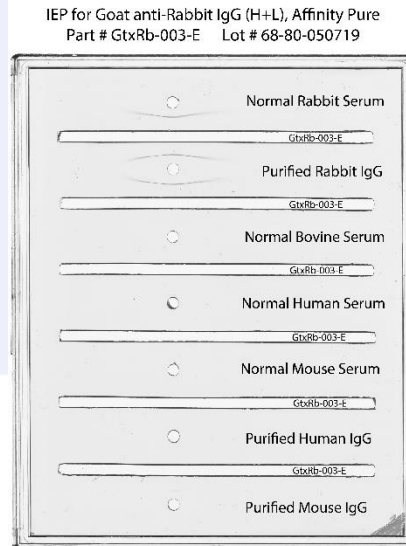 IEP for Goat anti-Rabbit IgG (H+L), Affinity Pure
Part # GtxRb-003-E Lot # 68-80-050719
Normal Rabbit Serum
GtxRb-003-E
Purified Rabbit IgG
GtxRb-003-E
Normal Bovine Serum
GtxRb-003-E
Normal Human Serum
GtxRb-003-E
Normal Mouse Serum
GtxRb-003-E
Purified Human IgG
GtxRb-003-E
Purified Mouse IgG